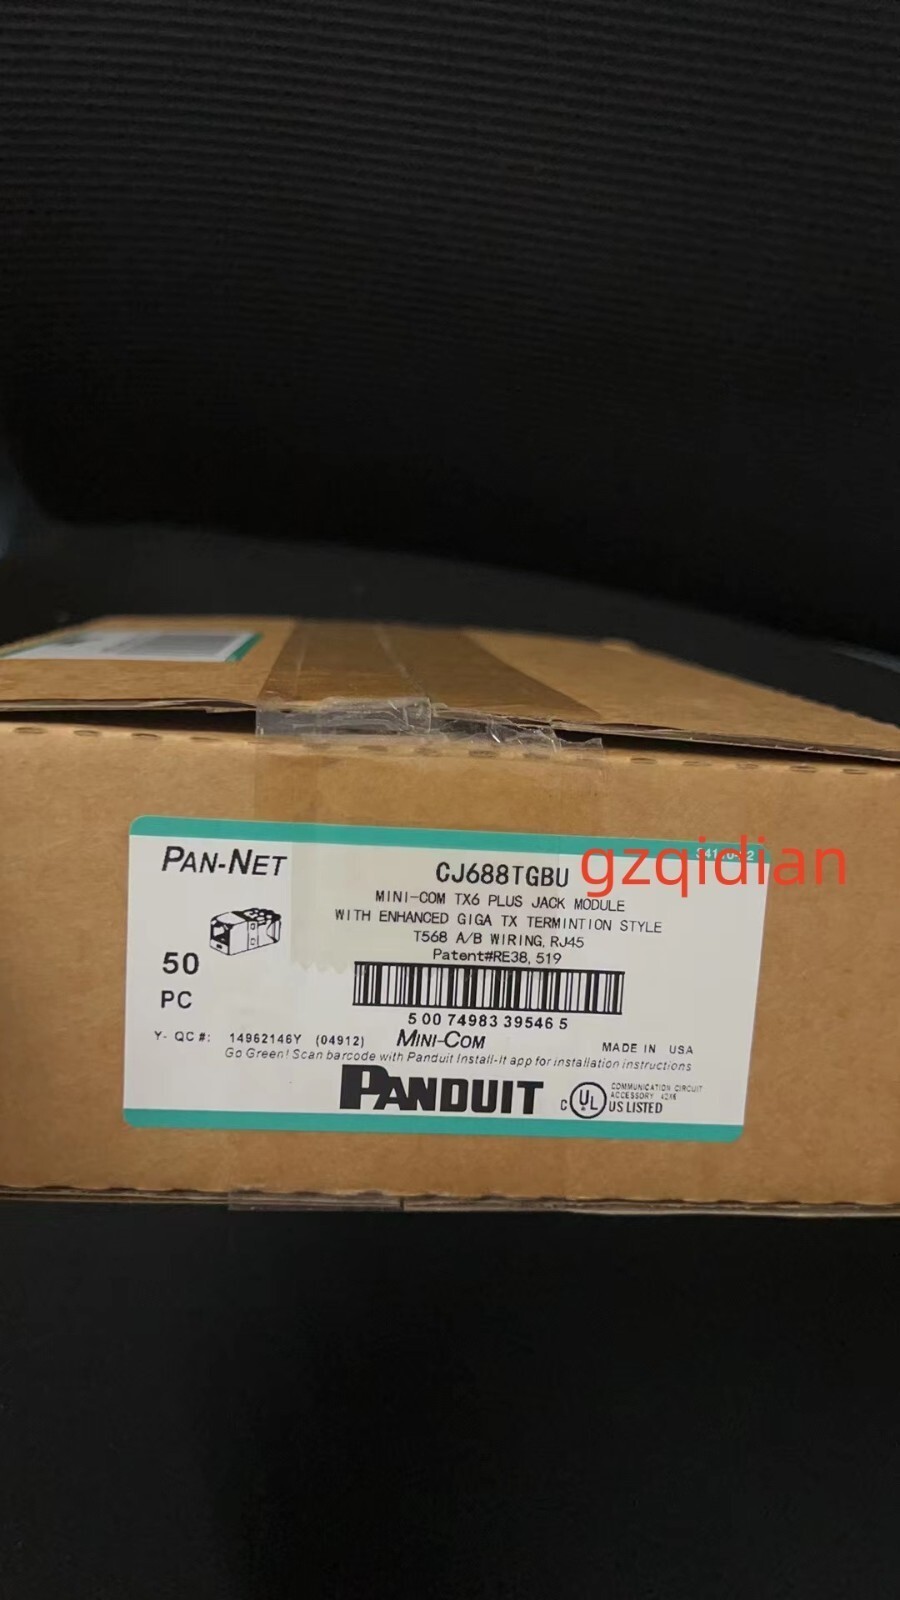 PAN-NET
CJ688TGBU
gzqidian
MINI-COM TX6 PLUS JACK MODULE
WITH ENHANCED GIGA TX TERMINTION STYLE
T568 A/B WIRING, RJ45
Patent#RE38, 519
50
PC
5 00 74983 39546 5
Y- QC#: 14962146Y (04912)
MINI-COM
MADE IN USA
Go Green! Scan barcode with Panduit Install-It app for installation instructions
PANDUIT
C UL US LISTED
COMMUNICATION CIRCUIT
ACCESSORY